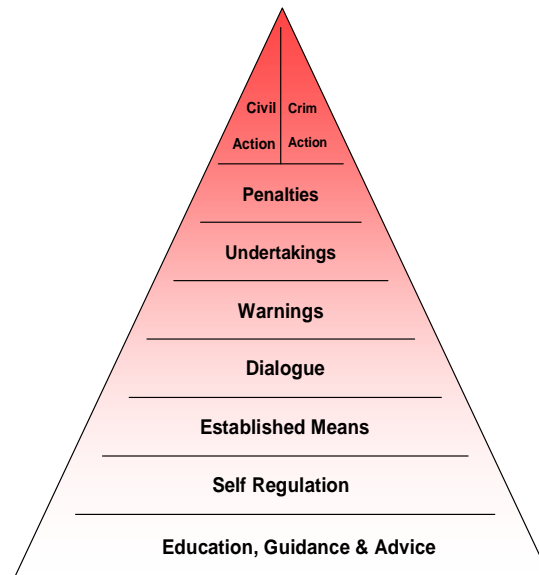 Civil Crim
Action Action
Penalties
Undertakings
Warnings
Dialogue
Established Means
Self Regulation
Education, Guidance & Advice